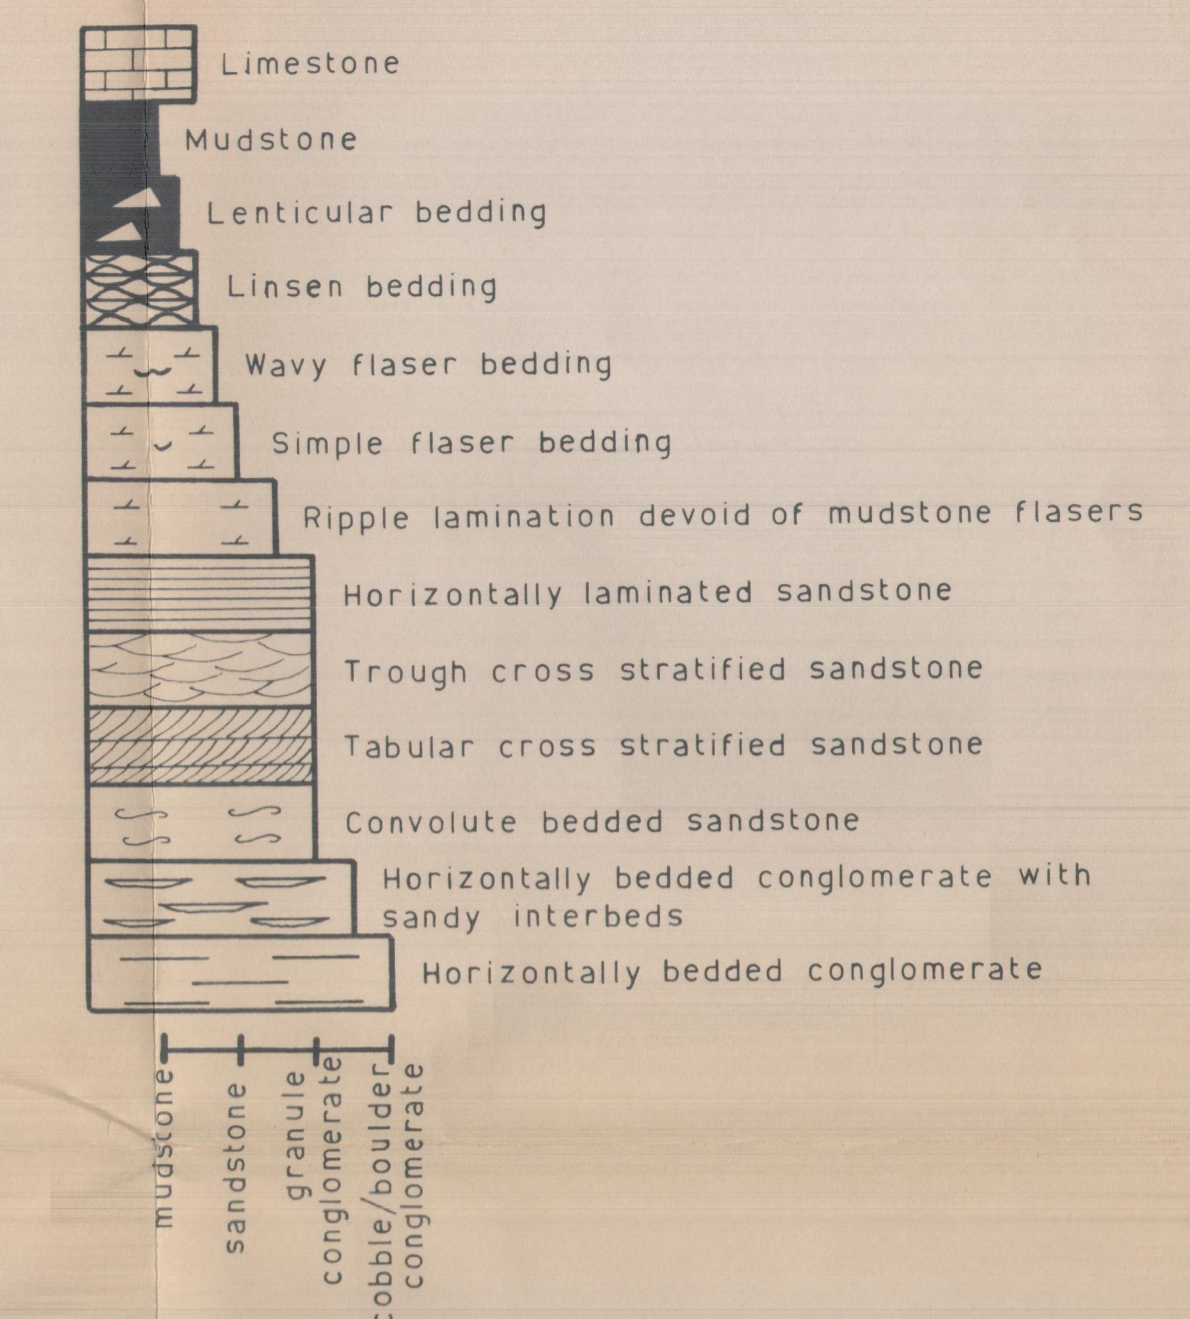 Limestone
Mudstone
Lenticular bedding
Linsen bedding
Wavy flaser bedding
Simple flaser bedding
Ripple lamination devoid of mudstone flasers
Horizontally laminated sandstone
Trough cross stratified sandstone
Tabular cross stratified sandstone
Convolute bedded sandstone
Horizontally bedded conglomerate with
sandy interbeds
Horizontally bedded conglomerate
mudstone
sandstone
granule
conglomerate
cobble/boulder
conglomerate